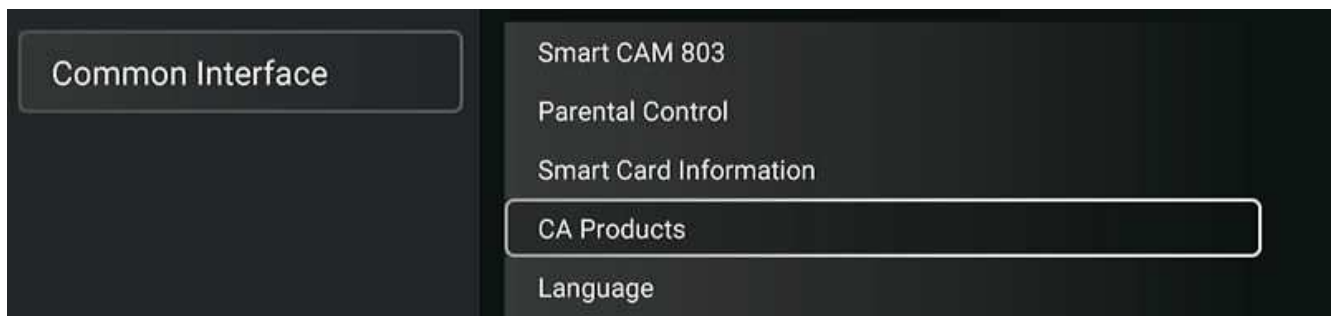 Common Interface
Smart CAM 803
Parental Control
Smart Card Information
CA Products
Language